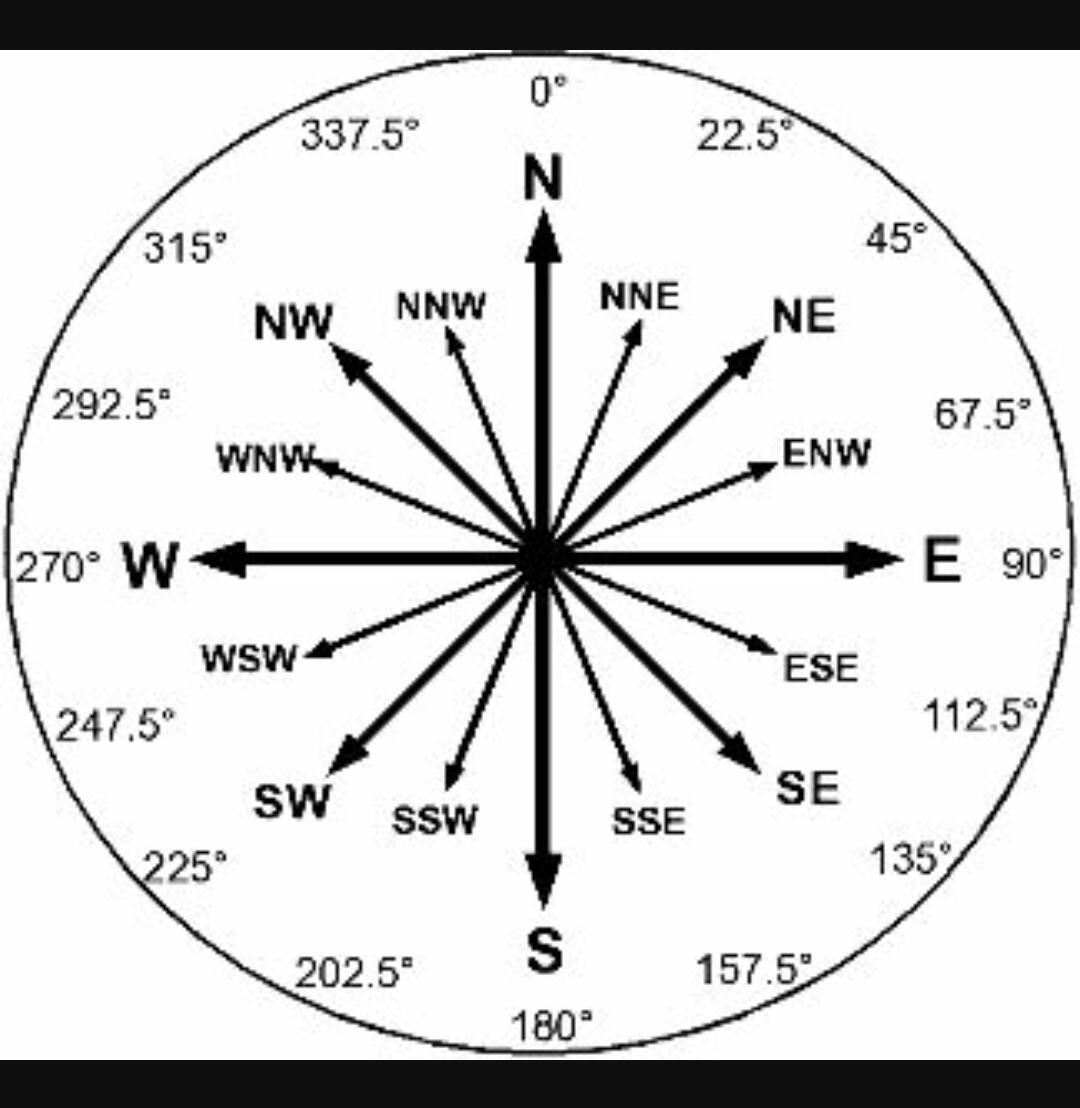 0°
337.5° 22.5°
N
315° 45°
NNW NNE
NW NE
292.5° 67.5°
WNW ENW
270° W E 90°
WSW ESE
247.5° 112.5°
SW SE
SSW SSE
225° 135°
S
202.5° 157.5°
180°